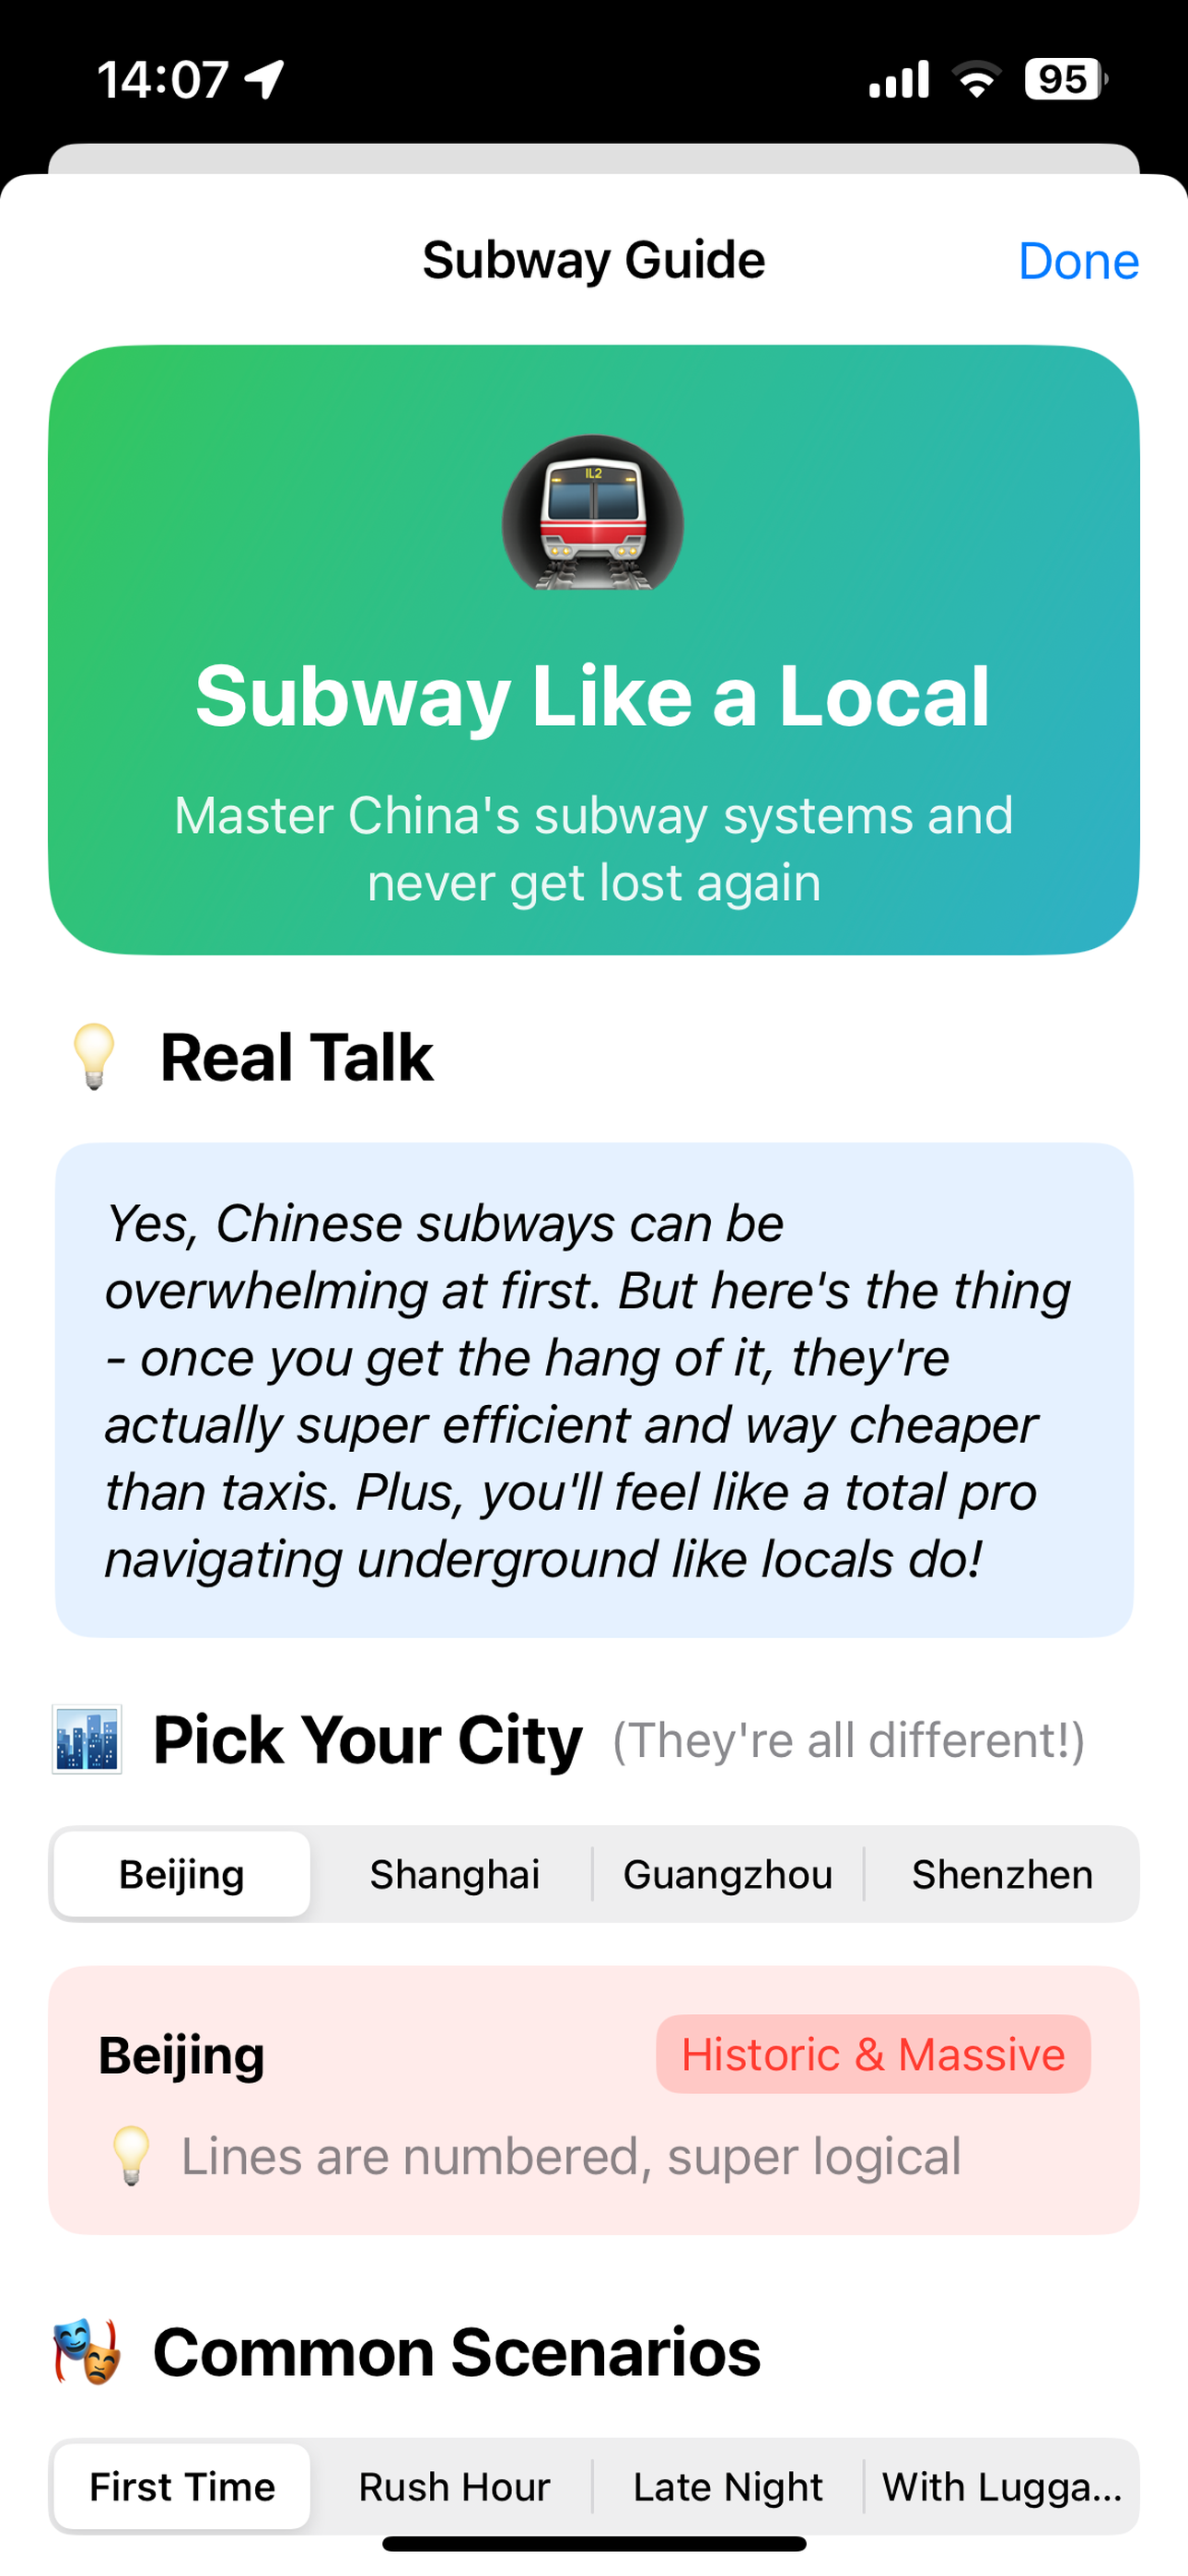 14:07
95
Subway Guide
Done
IL2
Subway Like a Local
Master China's subway systems and
never get lost again
Real Talk
Yes, Chinese subways can be
overwhelming at first. But here's the thing
- once you get the hang of it, they're
actually super efficient and way cheaper
than taxis. Plus, you'll feel like a total pro
navigating underground like locals do!
Pick Your City (They're all different!)
Beijing
Shanghai
Guangzhou
Shenzhen
Beijing
Historic & Massive
Lines are numbered, super logical
Common Scenarios
First Time
Rush Hour
Late Night
With Lugga...